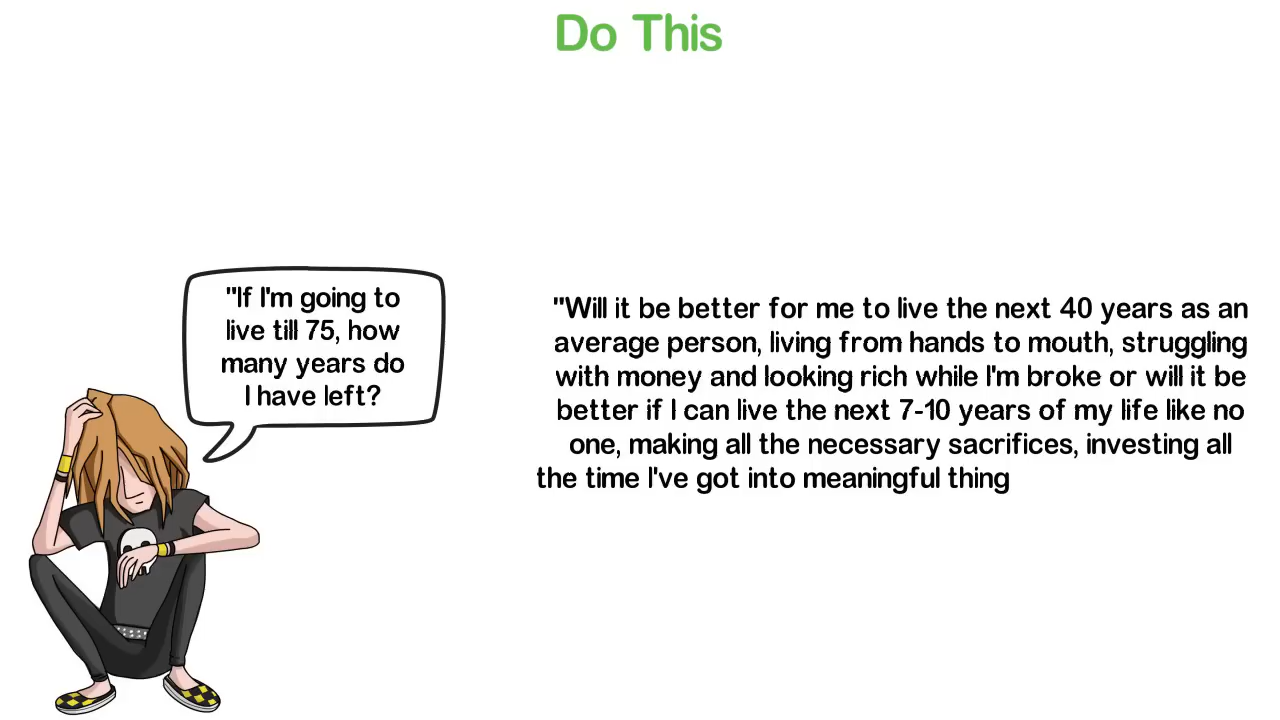 Do This
"If I'm going to
live till 75, how
many years do
I have left?
"Will it be better for me to live the next 40 years as an
average person, living from hands to mouth, struggling
with money and looking rich while I'm broke or will it be
better if I can live the next 7-10 years of my life like no
one, making all the necessary sacrifices, investing all
the time I've got into meaningful thing